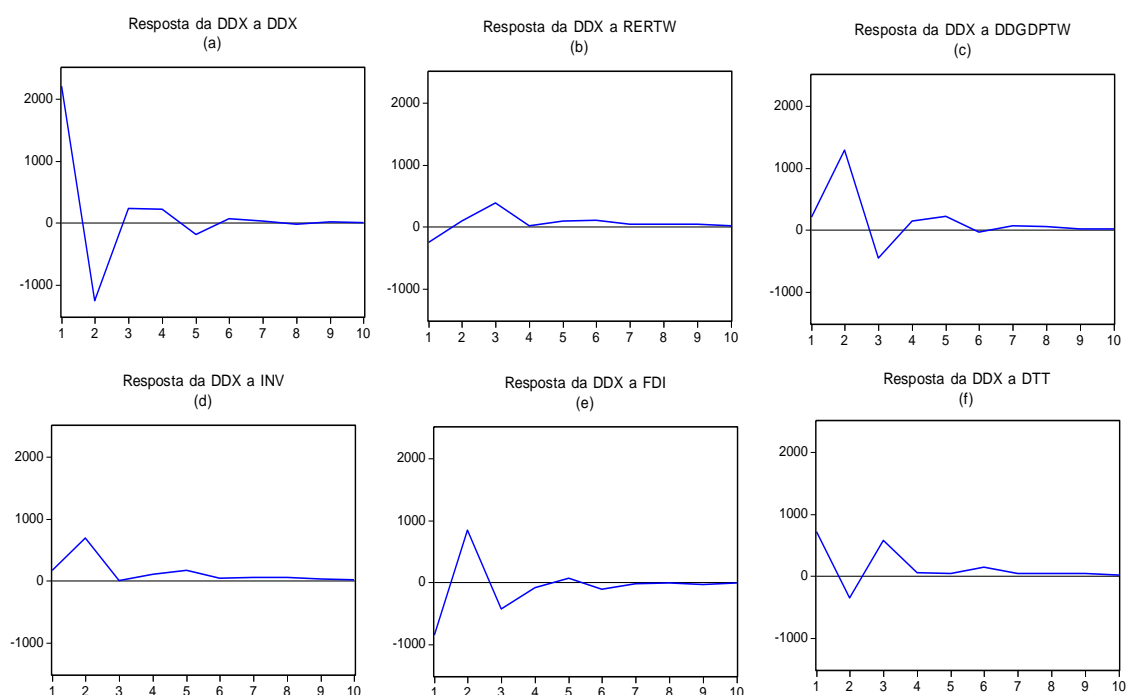 Resposta da DDX a DDX
(a)
2000
1000
0
-1000
1 2 3 4 5 6 7 8 9 10
Resposta da DDX a RERTW
(b)
2000
1000
0
-1000
1 2 3 4 5 6 7 8 9 10
Resposta da DDX a DDGDPTW
(c)
2000
1000
0
-1000
1 2 3 4 5 6 7 8 9 10
Resposta da DDX a INV
(d)
2000
1000
0
-1000
1 2 3 4 5 6 7 8 9 10
Resposta da DDX a FDI
(e)
2000
1000
0
-1000
1 2 3 4 5 6 7 8 9 10
Resposta da DDX a DTT
(f)
2000
1000
0
-1000
1 2 3 4 5 6 7 8 9 10